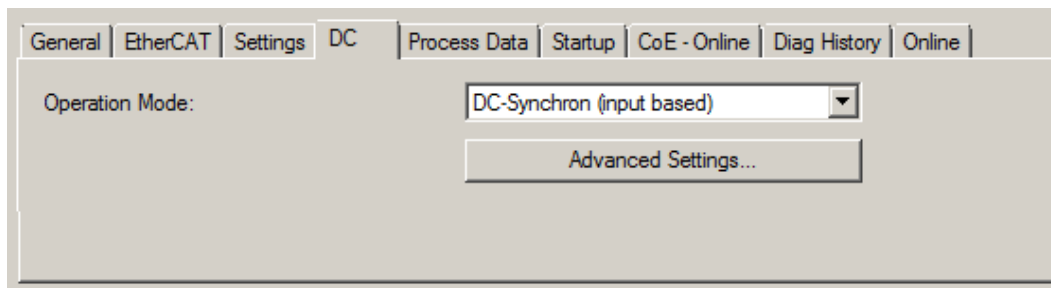 General EtherCAT Settings DC Process Data Startup CoE - Online Diag History Online
Operation Mode: DC-Synchron (input based)
Advanced Settings...